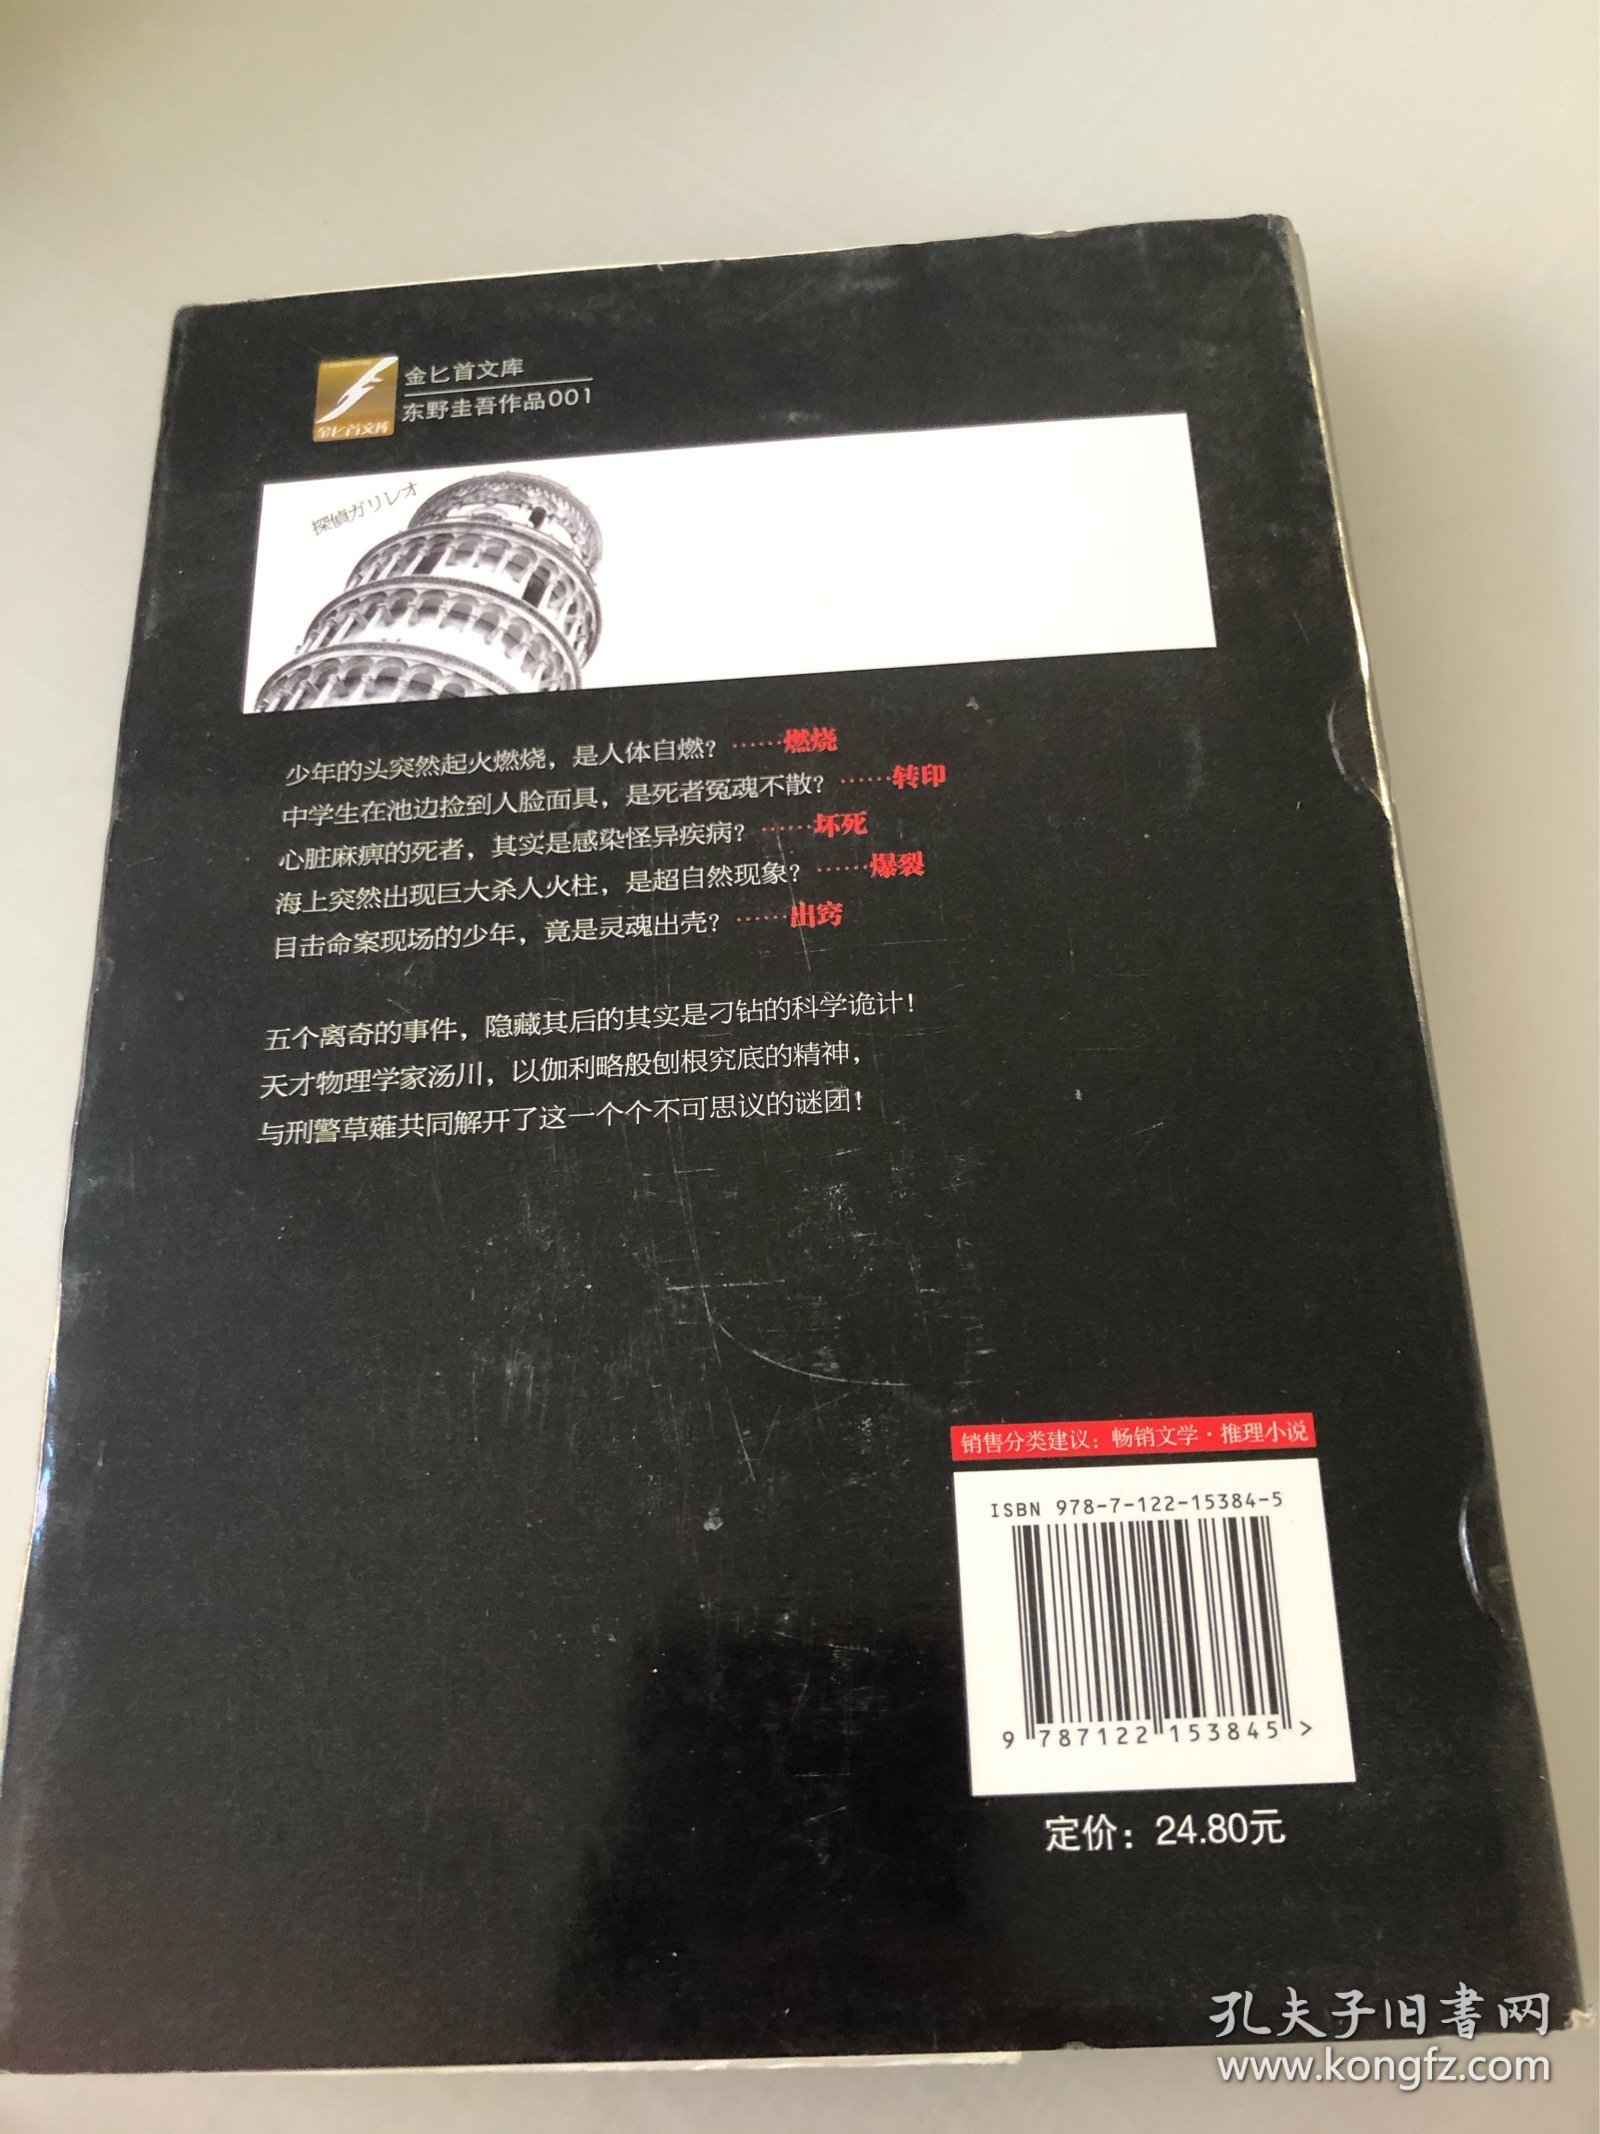 金匕首文库
东野圭吾作品001
金匕首文库
探偵ガリレオ
少年的头突然起火燃烧，是人体自燃？……燃烧
中学生在池边捡到人脸面具，是死者冤魂不散？……转印
心脏麻痹的死者，其实是感染怪异疾病？……坏死
海上突然出现巨大杀人火柱，是超自然现象？……爆裂
目击命案现场的少年，竟是灵魂出壳？……出窍
五个离奇的事件，隐藏其后的其实是刁钻的科学诡计！
天才物理学家汤川，以伽利略般刨根究底的精神，
与刑警草薙共同解开了这一个个不可思议的谜团！
销售分类建议：畅销文学·推理小说
ISBN 978-7-122-15384-5
9 787122 153845 >
定价：24.80元
孔夫子旧書网
www.kongfz.com